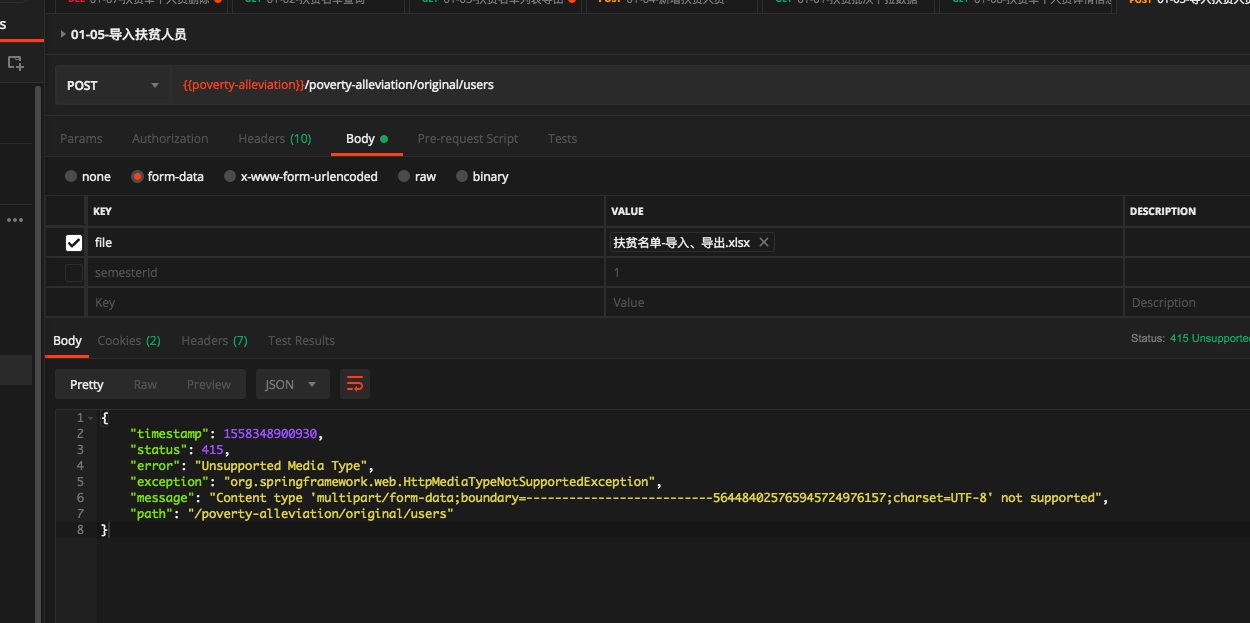 01-05-导入扶贫人员
POST {{poverty-alleviation}}/poverty-alleviation/original/users
Params Authorization Headers (10) Body Pre-request Script Tests
none form-data x-www-form-urlencoded raw binary
KEY VALUE DESCRIPTION
file 扶贫名单-导入、导出.xlsx
semesterId 1
Key Value Description
Body Cookies (2) Headers (7) Test Results Status: 415 Unsupported
Pretty Raw Preview JSON
1 {
2 "timestamp": 1558348900930,
3 "status": 415,
4 "error": "Unsupported Media Type",
5 "exception": "org.springframework.web.HttpMediaTypeNotSupportedException",
6 "message": "Content type 'multipart/form-data;boundary=--------------------------564484025765945724976157;charset=UTF-8' not supported",
7 "path": "/poverty-alleviation/original/users"
8 }